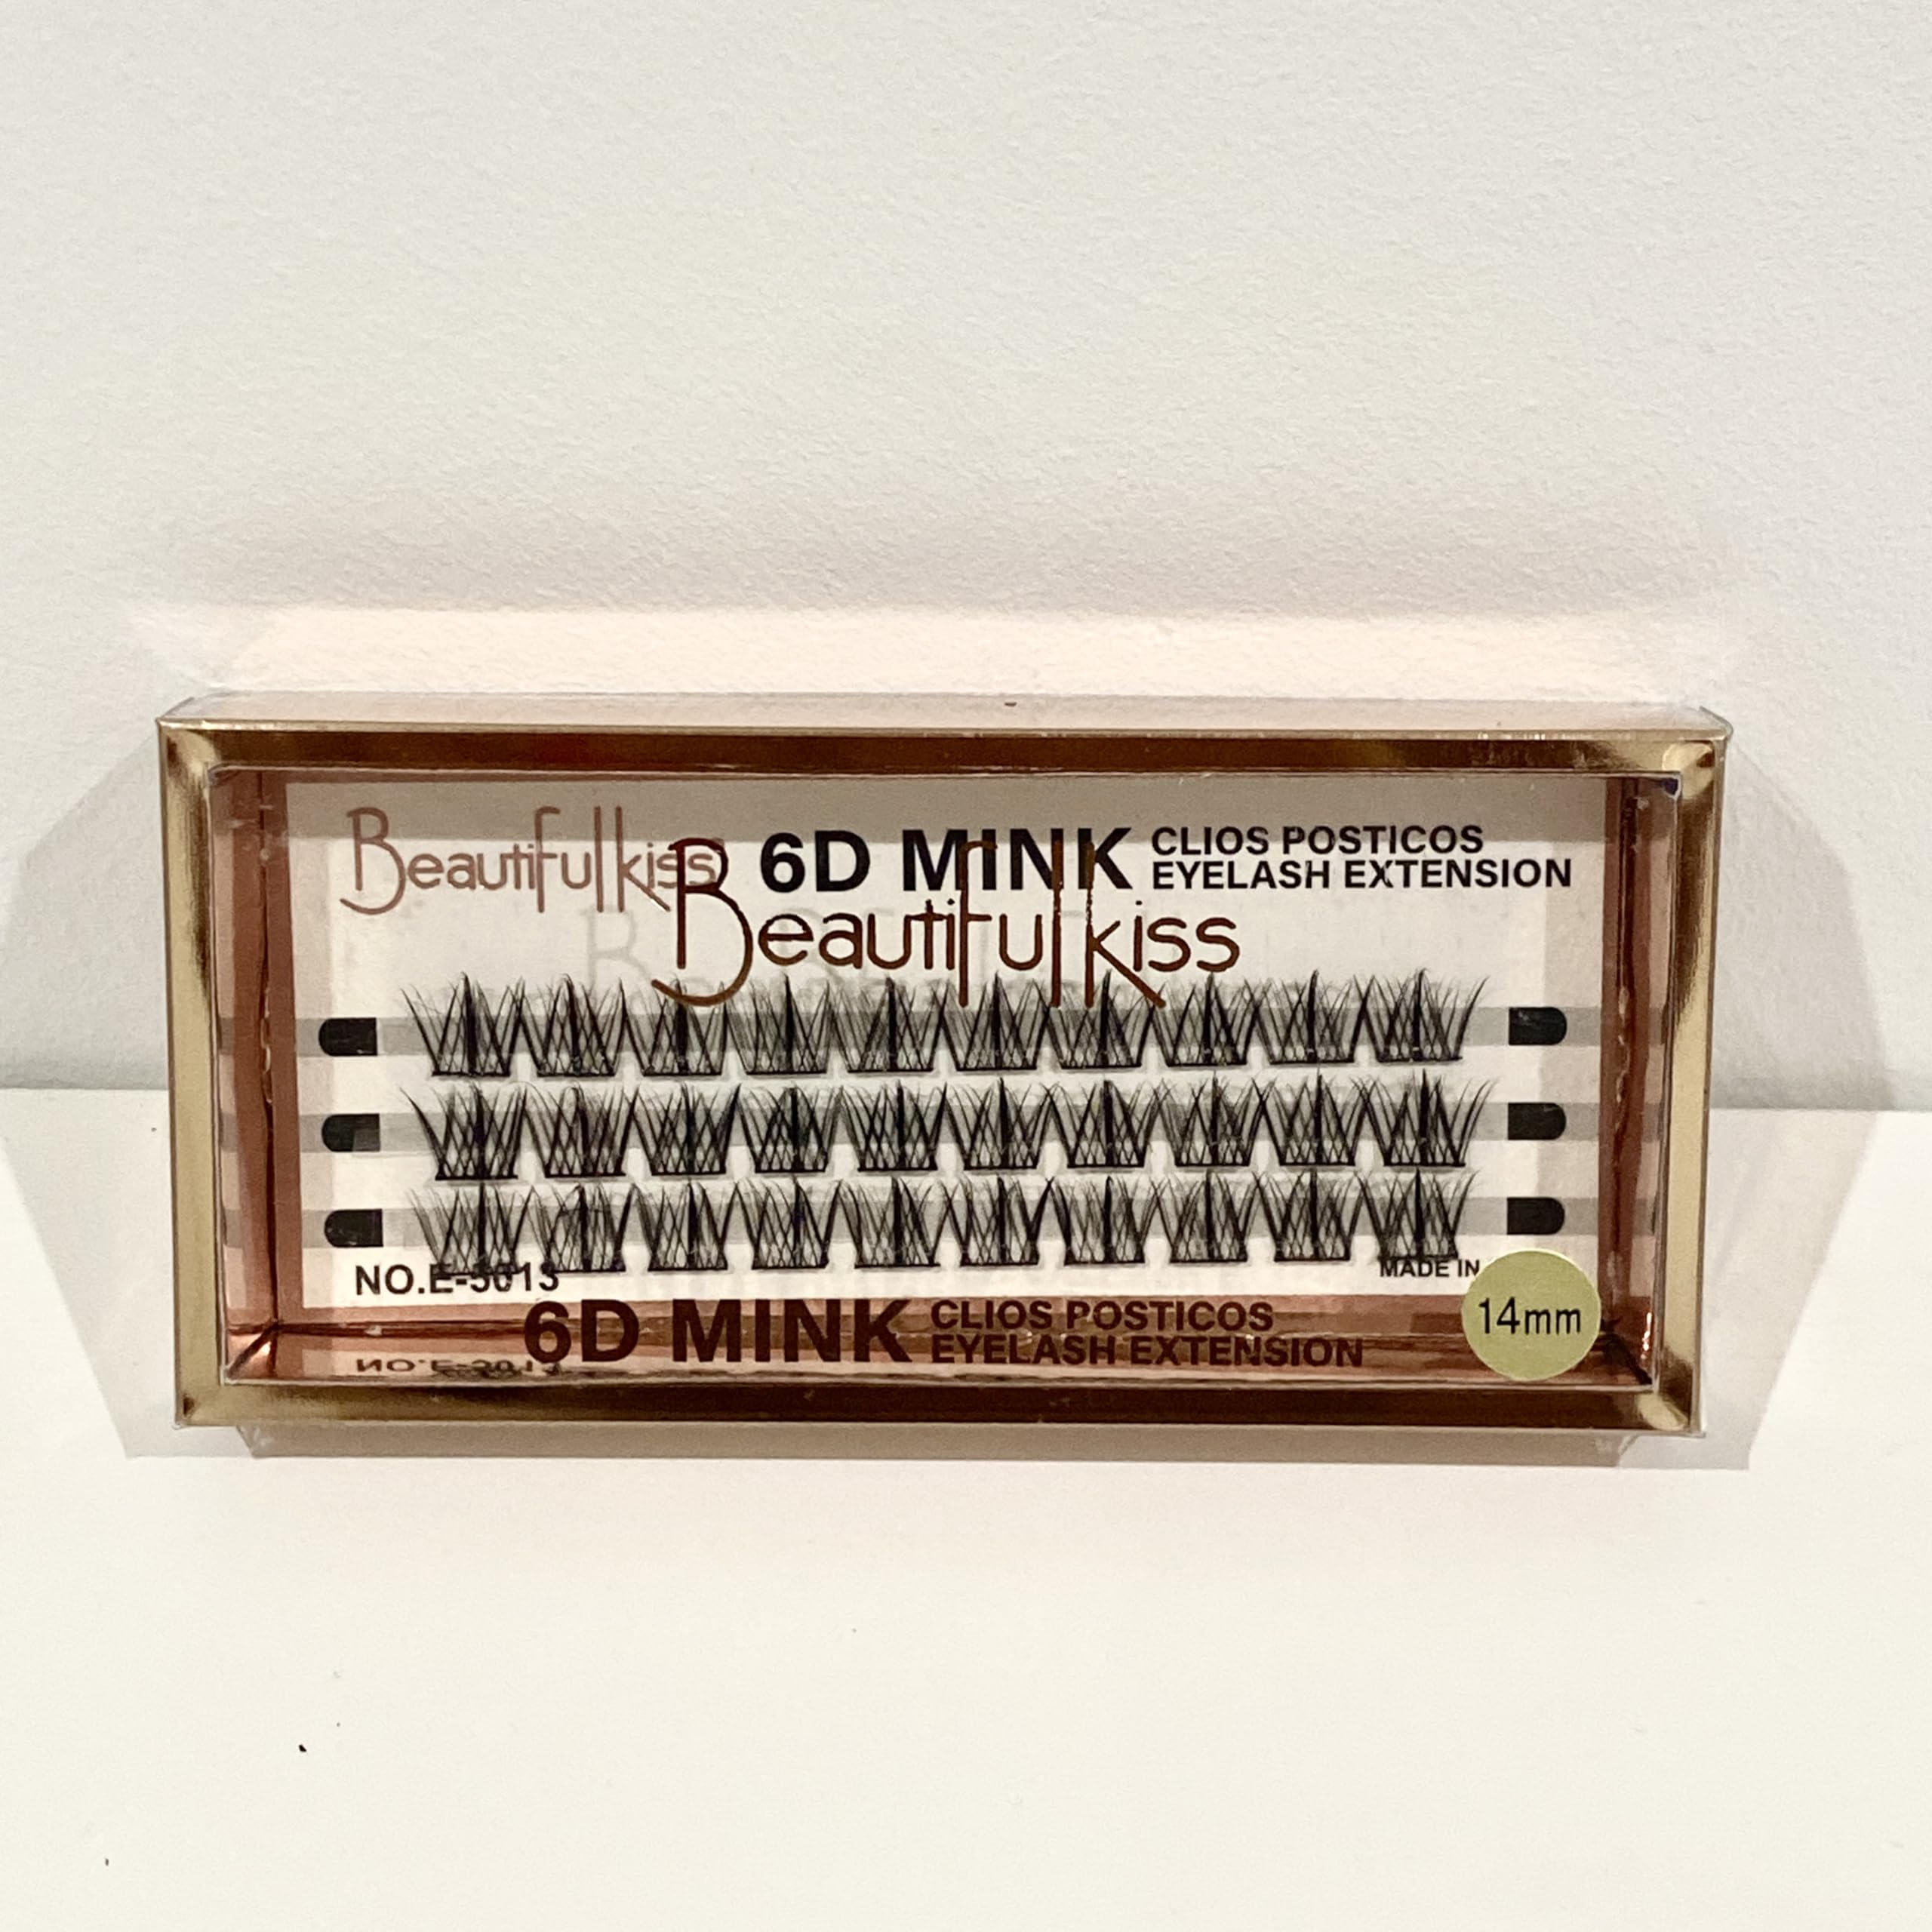 Beautifulkiss
6D MINK CLIOS POSTICOS
EYELASH EXTENSION
Beautifulkiss
MADE IN
14mm
6D MINK CLIOS POSTICOS
EYELASH EXTENSION